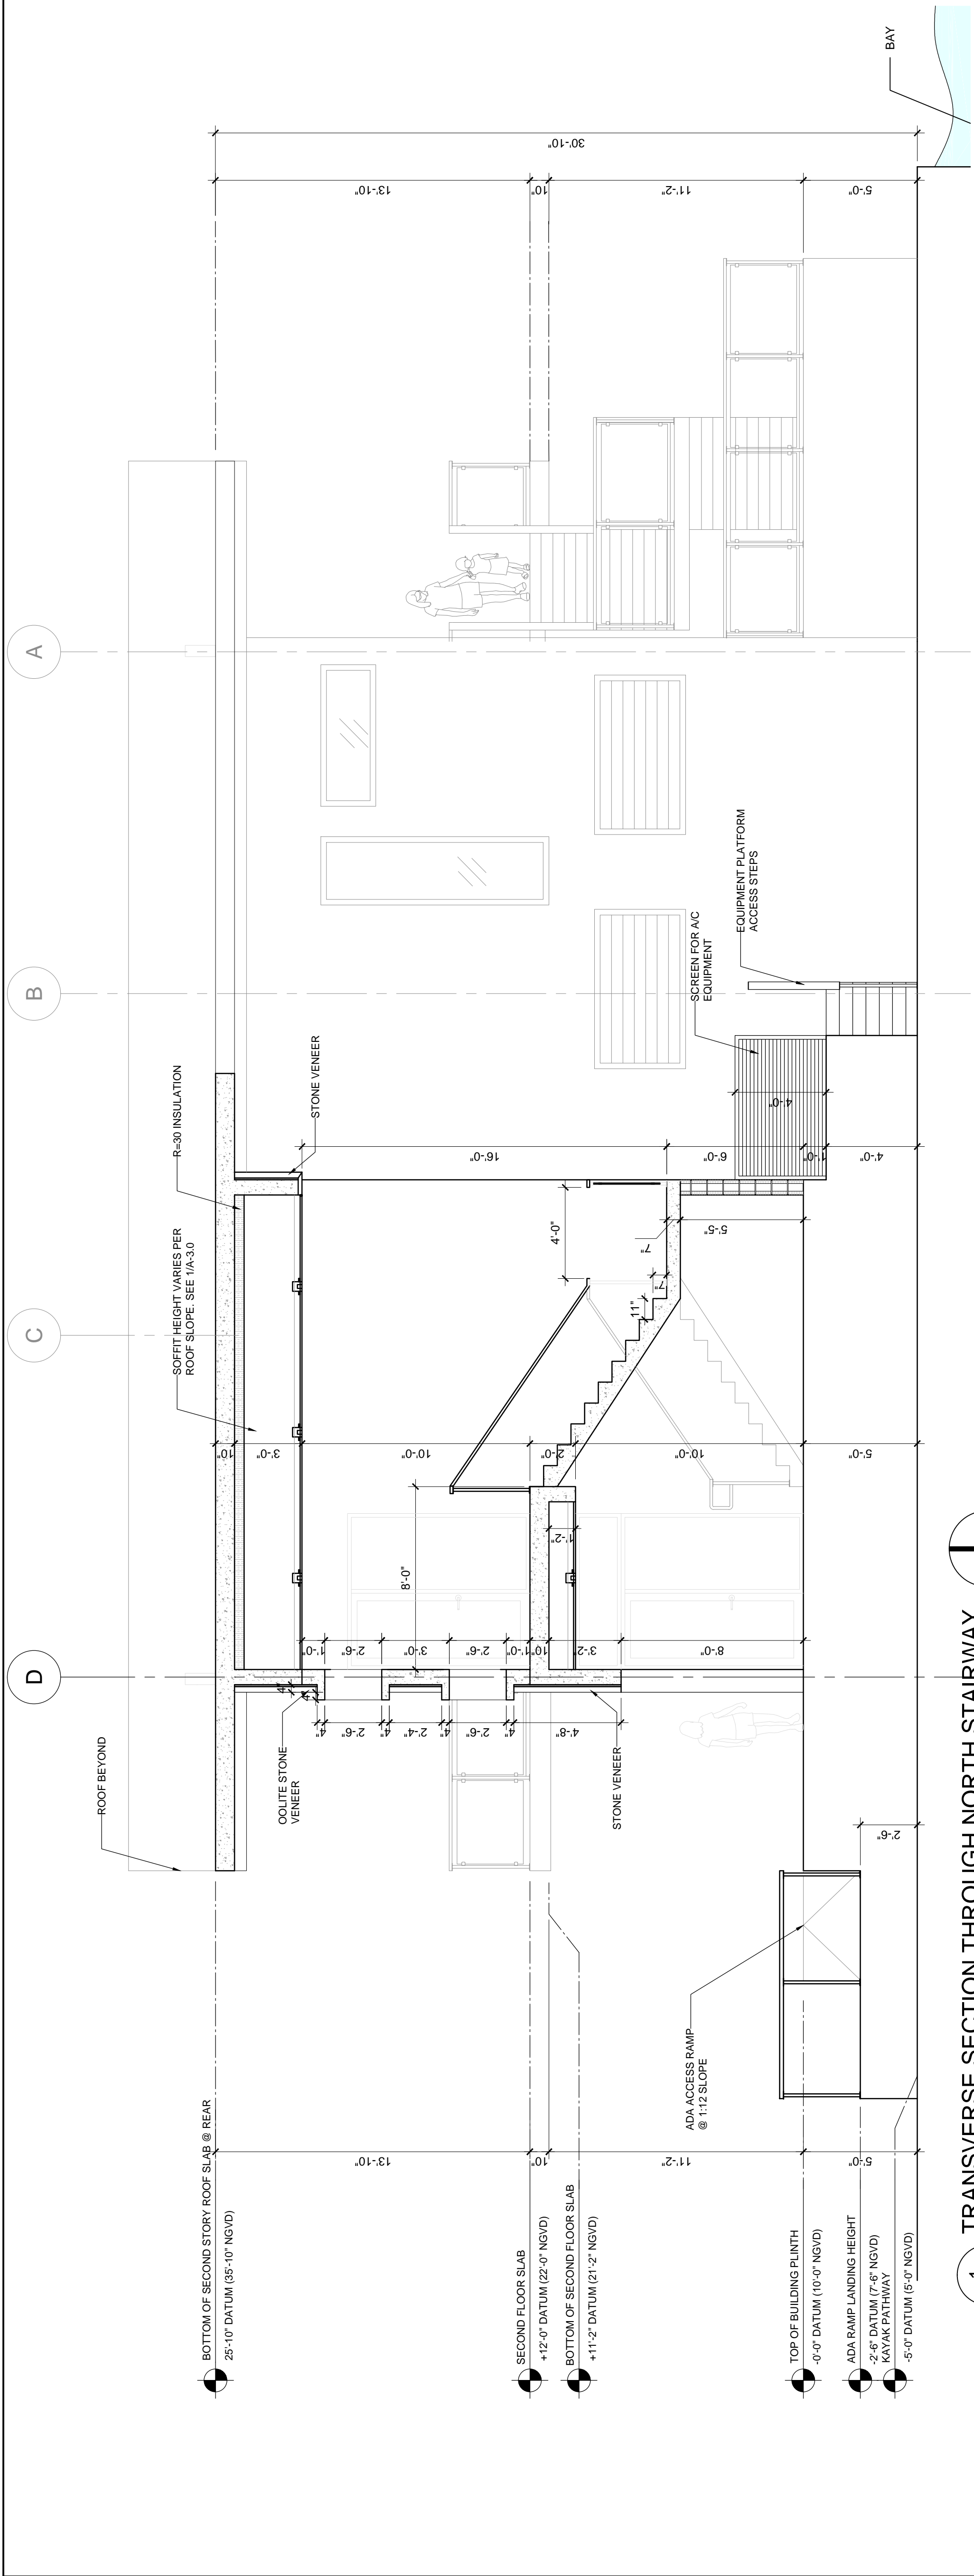 D
C
B
A
ROOF BEYOND
SOFFIT HEIGHT VARIES PER
ROOF SLOPE. SEE 1/A-3.0
R=30 INSULATION
STONE VENEER
OOLITE STONE
VENEER
STONE VENEER
SCREEN FOR A/C
EQUIPMENT
EQUIPMENT PLATFORM
ACCESS STEPS
ADA ACCESS RAMP
@ 1:12 SLOPE
BAY
BOTTOM OF SECOND STORY ROOF SLAB @ REAR
25'-10" DATUM (35'-10" NGVD)
SECOND FLOOR SLAB
+12'-0" DATUM (22'-0" NGVD)
BOTTOM OF SECOND FLOOR SLAB
+11'-2" DATUM (21'-2" NGVD)
TOP OF BUILDING PLINTH
-0'-0" DATUM (10'-0" NGVD)
ADA RAMP LANDING HEIGHT
-2'-6" DATUM (7'-6" NGVD)
KAYAK PATHWAY
-5'-0" DATUM (5'-0" NGVD)
13'-10"
10"
11'-2"
5'-0"
2'-6"
4"
4"
4"
2'-6"
4"
2'-4"
4"
2'-6"
4"
4'-8"
1'-0"
2'-6"
3'-0"
2'-6"
1'-0"
10"
3'-2"
8'-0"
8'-0"
1'-2"
10"
3'-0"
10'-0"
2'-0"
10'-0"
5'-0"
11"
7"
4'-0"
7"
5'-5"
16'-0"
6'-0"
1'-0"
4'-0"
4'-0"
13'-10"
10"
11'-2"
5'-0"
30'-10"
TRANSVERSE SECTION THROUGH NORTH STAIRWAY